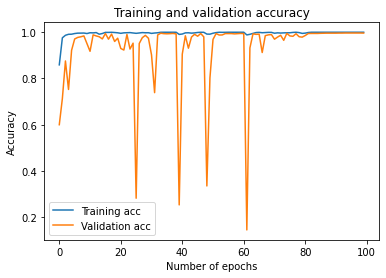 Training and validation accuracy
1.0
0.8
0.6
0.4
0.2
Accuracy
Training acc
Validation acc
0 20 40 60 80 100
Number of epochs